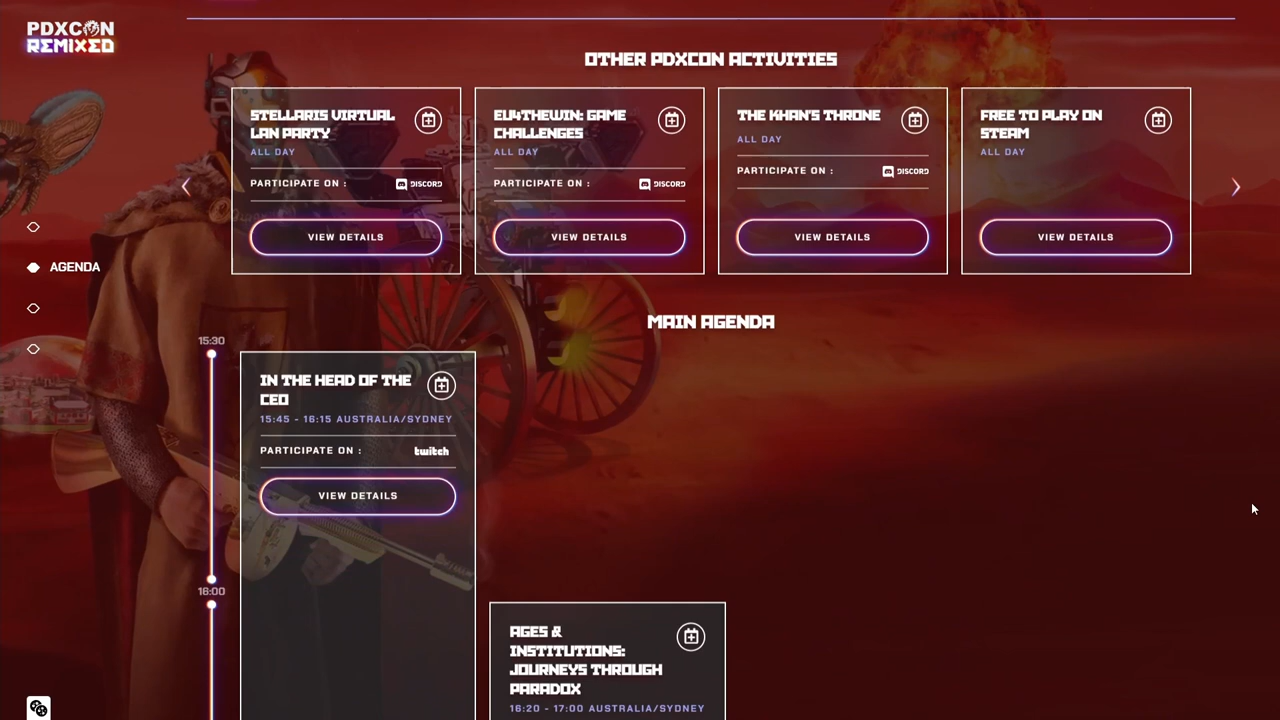 PDXCON
REMIXED
OTHER PDXCON ACTIVITIES
STELLARIS VIRTUAL
LAN PARTY
ALL DAY
PARTICIPATE ON :
DISCORD
VIEW DETAILS
EU4THEWIN: GAME
CHALLENGES
ALL DAY
PARTICIPATE ON :
DISCORD
VIEW DETAILS
THE KHAN'S THRONE
ALL DAY
PARTICIPATE ON :
DISCORD
VIEW DETAILS
FREE TO PLAY ON
STEAM
ALL DAY
VIEW DETAILS
AGENDA
MAIN AGENDA
15:30
IN THE HEAD OF THE
CEO
15:45 - 16:15 AUSTRALIA/SYDNEY
PARTICIPATE ON :
twitch
VIEW DETAILS
16:00
AGES &
INSTITUTIONS:
JOURNEYS THROUGH
PARADOX
16:20 - 17:00 AUSTRALIA/SYDNEY